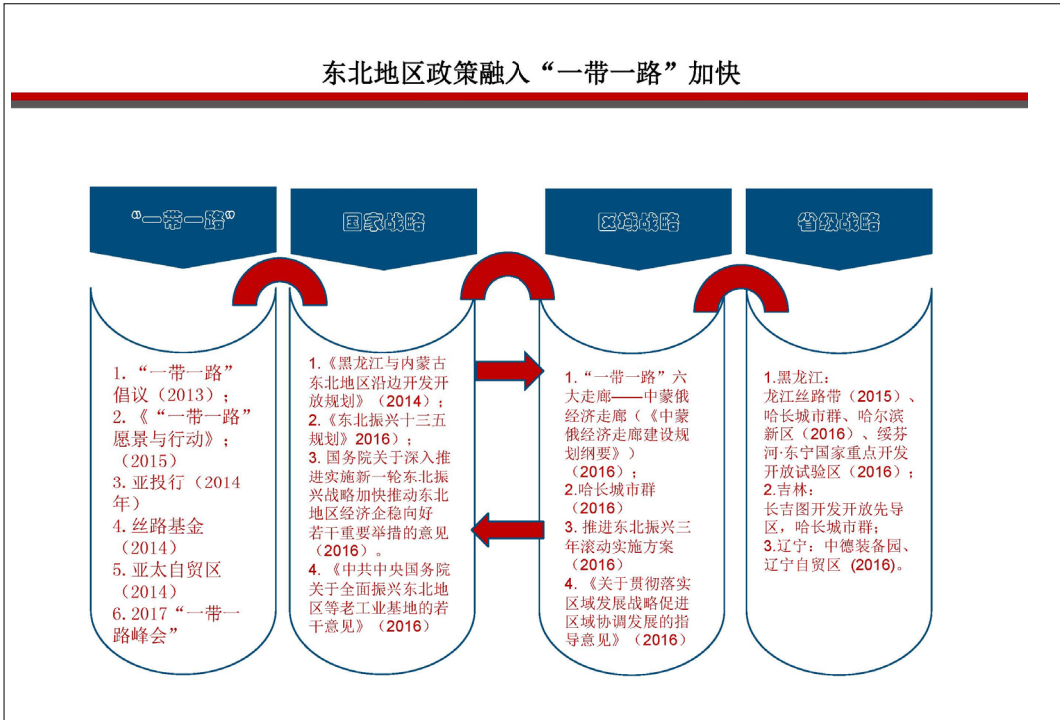 东北地区政策融入“一带一路”加快
“一带一路”
国家战略
区域战略
省级战略
1. “一带一路”
倡议（2013）；
2.《“一带一路”
愿景与行动》；
（2015）
3. 亚投行（2014
年）
4. 丝路基金
（2014）
5. 亚太自贸区
（2014）
6. 2017“一带一
路峰会”
1.《黑龙江与内蒙古
东北地区沿边开发开
放规划》（2014）；
2.《东北振兴十三五
规划》2016）；
3. 国务院关于深入推
进实施新一轮东北振
兴战略加快推动东北
地区经济企稳向好
若干重要举措的意见
（2016）。
4. 《中共中央国务院
关于全面振兴东北地
区等老工业基地的若
干意见》（2016）
1.“一带一路”六
大走廊——中蒙俄
经济走廊（《中蒙
俄经济走廊建设规
划纲要》）
（2016）；
2.哈长城市群
（2016）
3. 推进东北振兴三
年滚动实施方案
（2016）
4. 《关于贯彻落实
区域发展战略促进
区域协调发展的指
导意见》（2016）
1.黑龙江：
龙江丝路带（2015）、
哈长城市群、哈尔滨
新区（2016）、绥芬
河·东宁国家重点开发
开放试验区（2016）；
2.吉林：
长吉图开发开放先导
区，哈长城市群；
3.辽宁：中德装备园、
辽宁自贸区 (2016)。